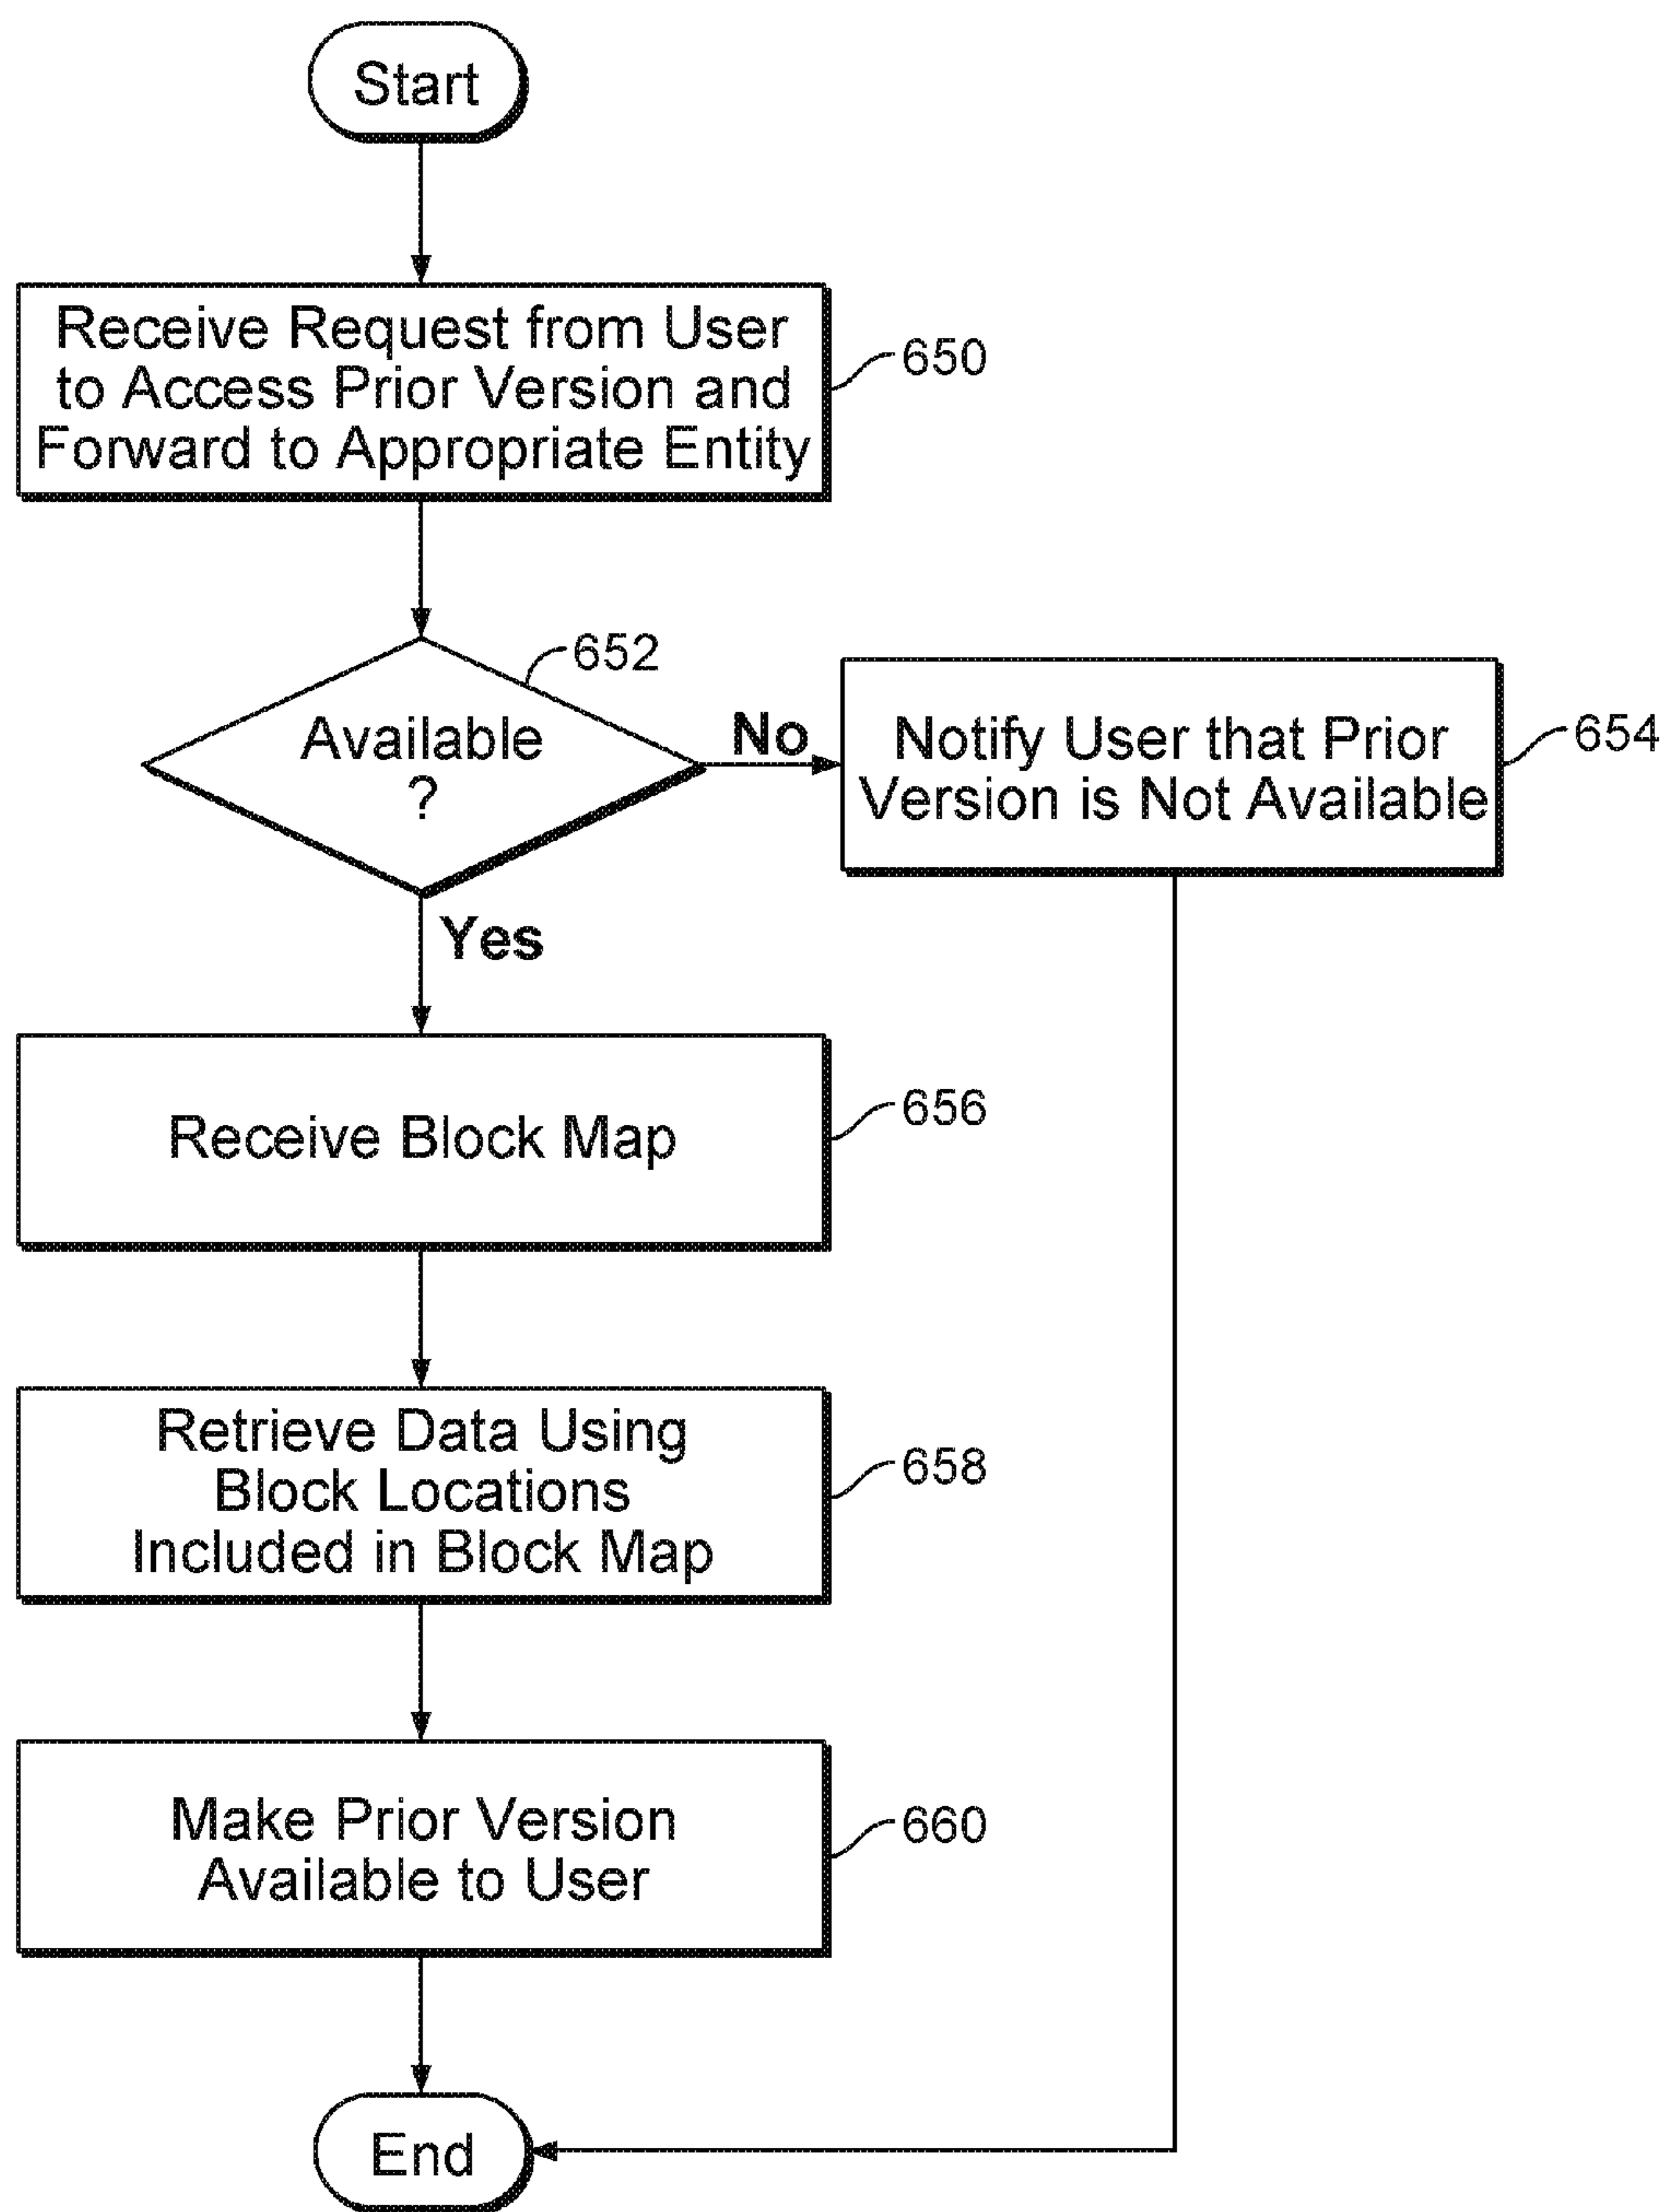 Start
Receive Request from User
to Access Prior Version and
Forward to Appropriate Entity
650
652
Available
?
No
Notify User that Prior
Version is Not Available
654
Yes
Receive Block Map
656
Retrieve Data Using
Block Locations
Included in Block Map
658
Make Prior Version
Available to User
660
End